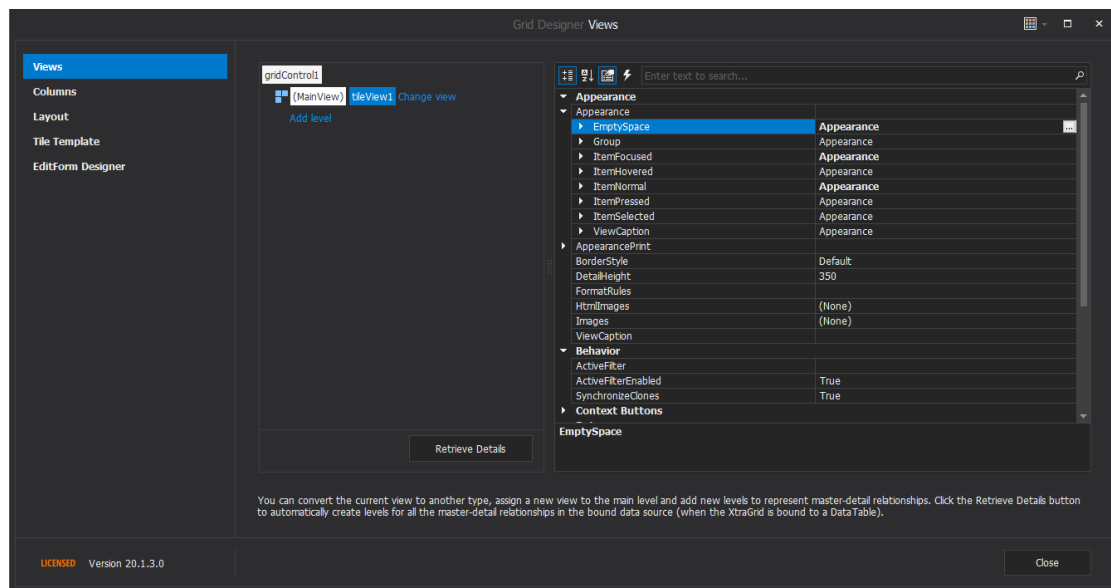 Grid Designer Views
Views
Columns
Layout
Tile Template
EditForm Designer
gridControl1
(MainView) tileView1 Change view
Add level
Retrieve Details
Enter text to search...
Appearance
Appearance
EmptySpace Appearance ...
Group Appearance
ItemFocused Appearance
ItemHovered Appearance
ItemNormal Appearance
ItemPressed Appearance
ItemSelected Appearance
ViewCaption Appearance
AppearancePrint
BorderStyle Default
DetailHeight 350
FormatRules
HtmlImages (None)
Images (None)
ViewCaption
Behavior
ActiveFilter
ActiveFilterEnabled True
SynchronizeClones True
Context Buttons
EmptySpace
You can convert the current view to another type, assign a new view to the main level and add new levels to represent master-detail relationships. Click the Retrieve Details button
to automatically create levels for all the master-detail relationships in the bound data source (when the XtraGrid is bound to a DataTable).
LICENSED Version 20.1.3.0
Close